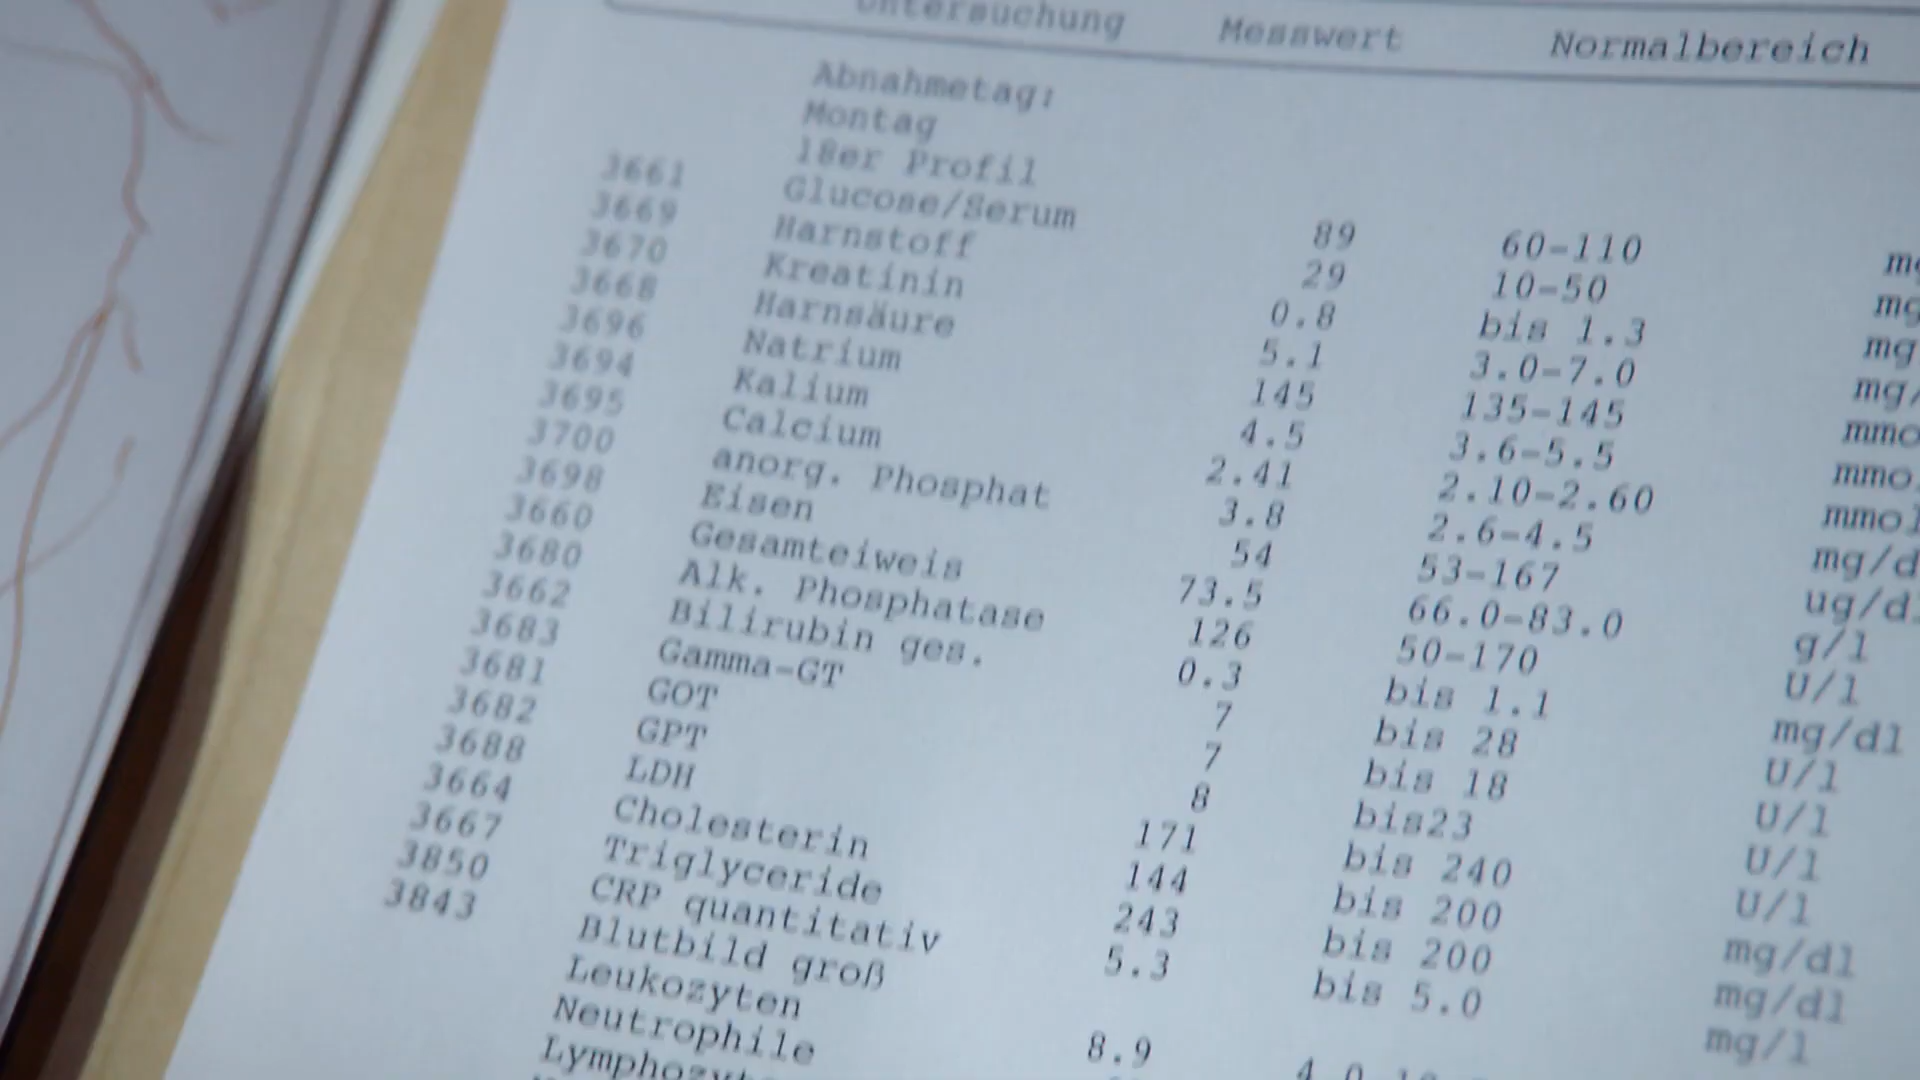 Untersuchung Messwert Normalbereich
Abnahmetag:
Montag
18er Profil
3661 Glucose/Serum 89 60-110 mg
3669 Harnstoff 29 10-50 mg
3670 Kreatinin 0.8 bis 1.3 mg
3668 Harnsäure 5.1 3.0-7.0 mg/
3696 Natrium 145 135-145 mmo
3694 Kalium 4.5 3.6-5.5 mmo
3695 Calcium 2.41 2.10-2.60 mmol
3700 anorg. Phosphat 3.8 2.6-4.5 mg/d
3698 Eisen 54 53-167 ug/dl
3660 Gesamteiweis 73.5 66.0-83.0 g/l
3680 Alk. Phosphatase 126 50-170 U/l
3662 Bilirubin ges. 0.3 bis 1.1 mg/dl
3683 Gamma-GT 7 bis 28 U/l
3681 GOT 7 bis 18 U/l
3682 GPT 8 bis23 U/l
3688 LDH 171 bis 240 U/l
3664 Cholesterin 144 bis 200 mg/dl
3667 Triglyceride 243 bis 200 mg/dl
3850 CRP quantitativ 5.3 bis 5.0 mg/l
3843 Blutbild groß
Leukozyten 8.9
Neutrophile